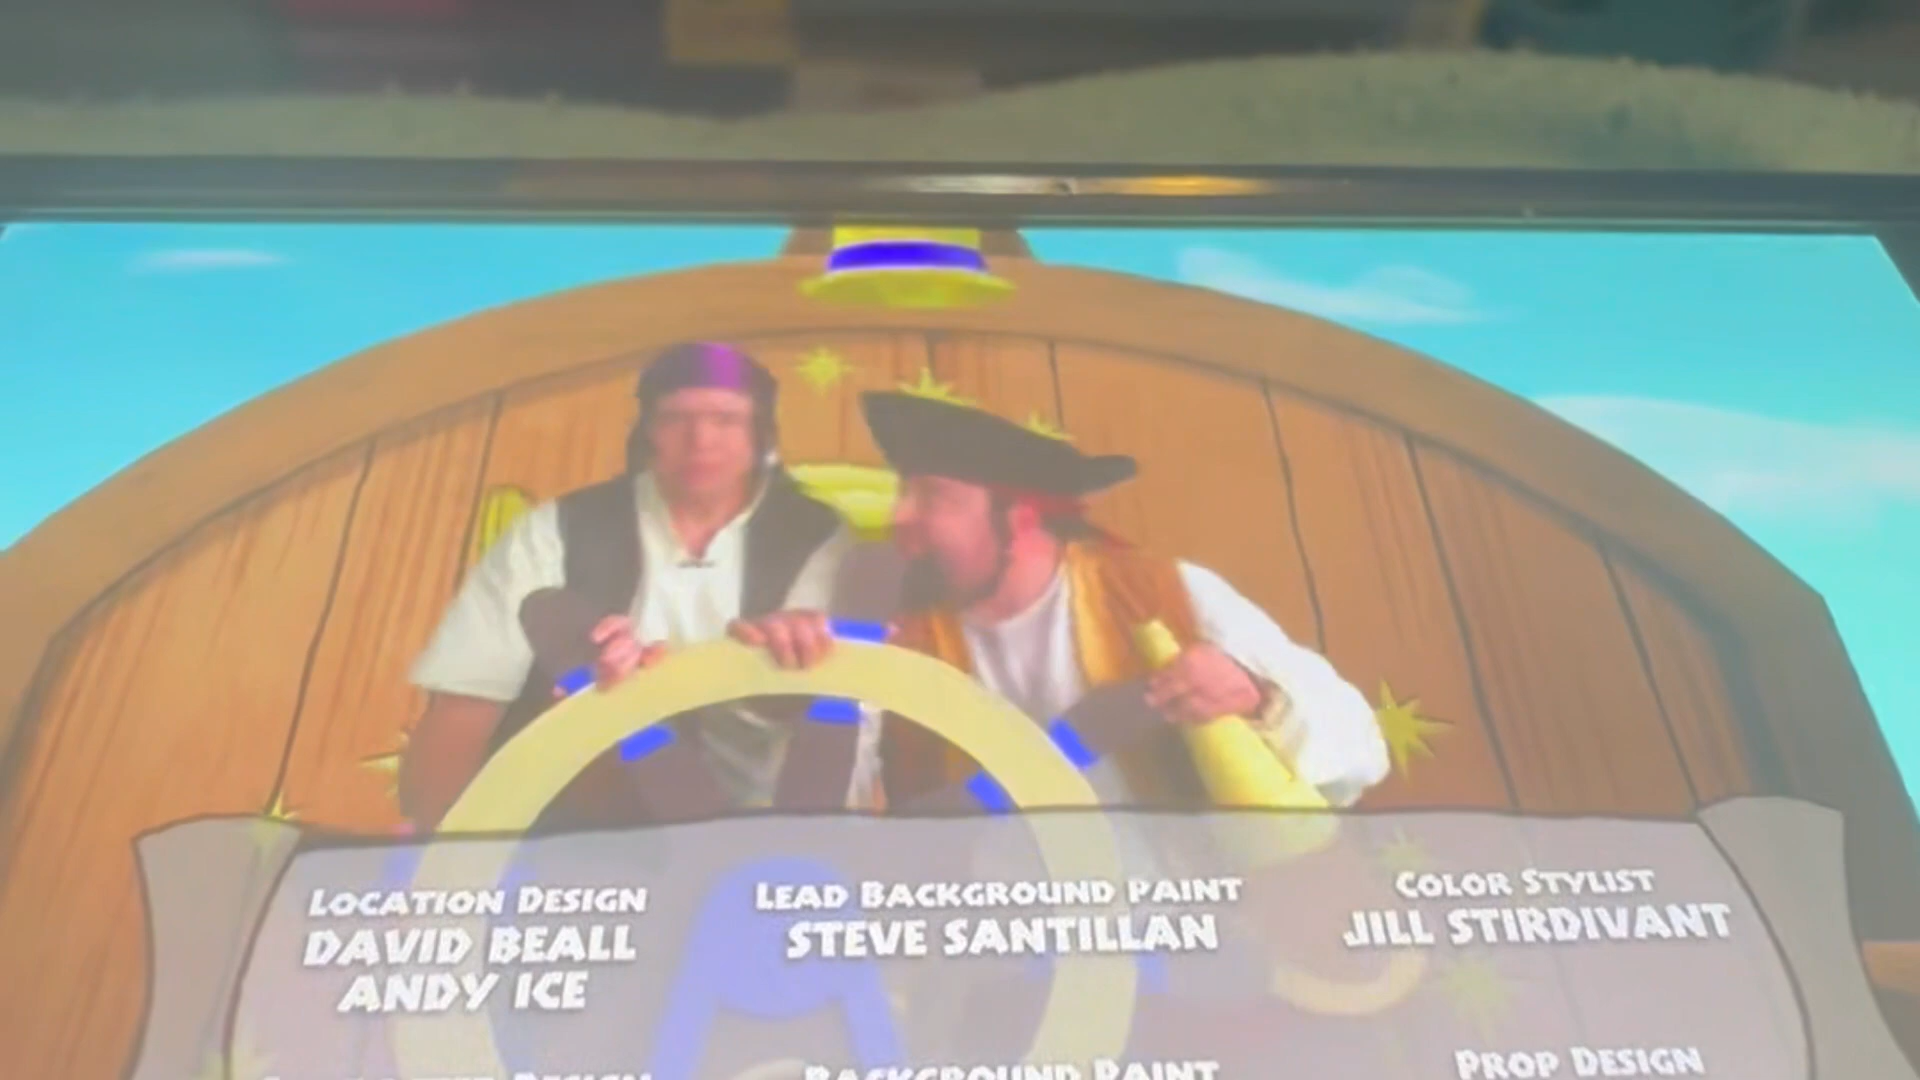 LOCATION DESIGN
DAVID BEALL
ANDY ICE
LEAD BACKGROUND PAINT
STEVE SANTILLAN
COLOR STYLIST
JILL STIRDIVANT
DESIGN
BACKGROUND PAINT
PROP DESIGN